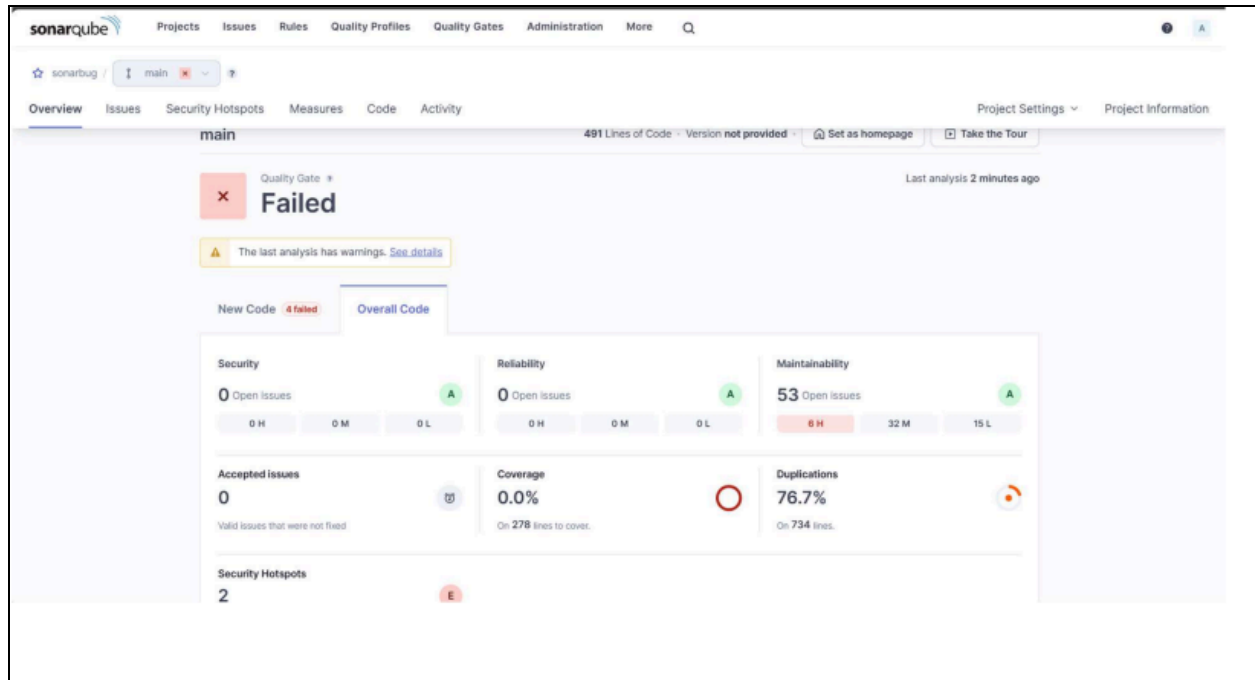 sonarqube Projects Issues Rules Quality Profiles Quality Gates Administration More A
sonarbug / main ?
Overview Issues Security Hotspots Measures Code Activity Project Settings Project Information
main 491 Lines of Code · Version not provided · Set as homepage Take the Tour
Quality Gate
Failed
Last analysis 2 minutes ago
The last analysis has warnings. See details
New Code 4 failed Overall Code
Security
0 Open issues A
0 H 0 M 0 L
Reliability
0 Open issues A
0 H 0 M 0 L
Maintainability
53 Open issues A
6 H 32 M 15 L
Accepted issues
0
Valid issues that were not fixed
Coverage
0.0%
On 278 lines to cover.
Duplications
76.7%
On 734 lines.
Security Hotspots
2 E